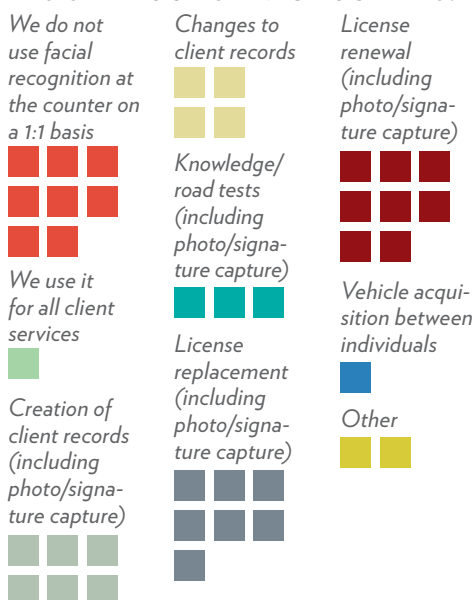 We do not
use facial
recognition at
the counter on
a 1:1 basis
We use it
for all client
services
Creation of
client records
(including
photo/signa-
ture capture)
Changes to
client records
Knowledge/
road tests
(including
photo/signa-
ture capture)
License
replacement
(including
photo/signa-
ture capture)
License
renewal
(including
photo/signa-
ture capture)
Vehicle acqui-
sition between
individuals
Other